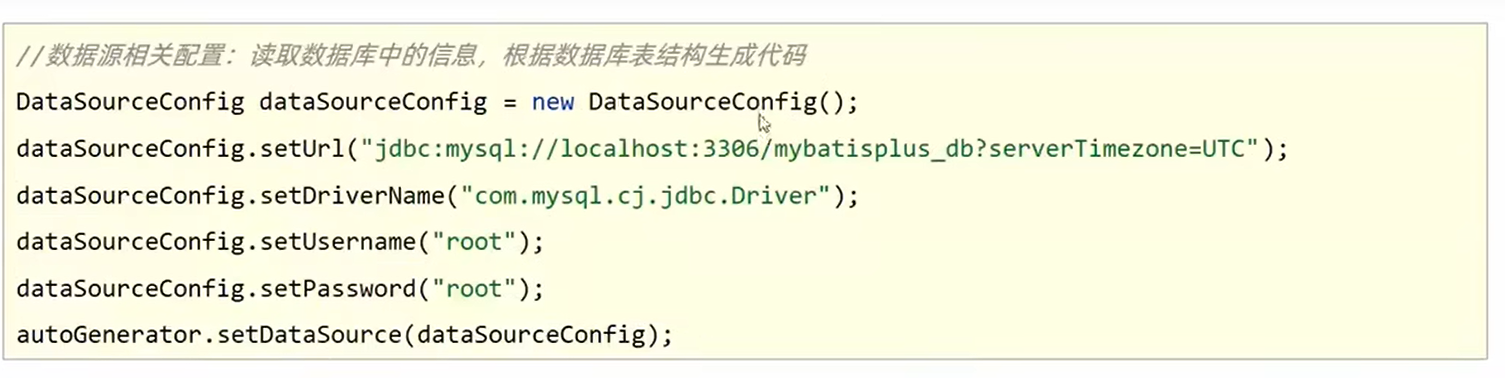 //数据源相关配置：读取数据库中的信息，根据数据库表结构生成代码
DataSourceConfig dataSourceConfig = new DataSourceConfig();
dataSourceConfig.setUrl("jdbc:mysql://localhost:3306/mybatisplus_db?serverTimezone=UTC");
dataSourceConfig.setDriverName("com.mysql.cj.jdbc.Driver");
dataSourceConfig.setUsername("root");
dataSourceConfig.setPassword("root");
autoGenerator.setDataSource(dataSourceConfig);